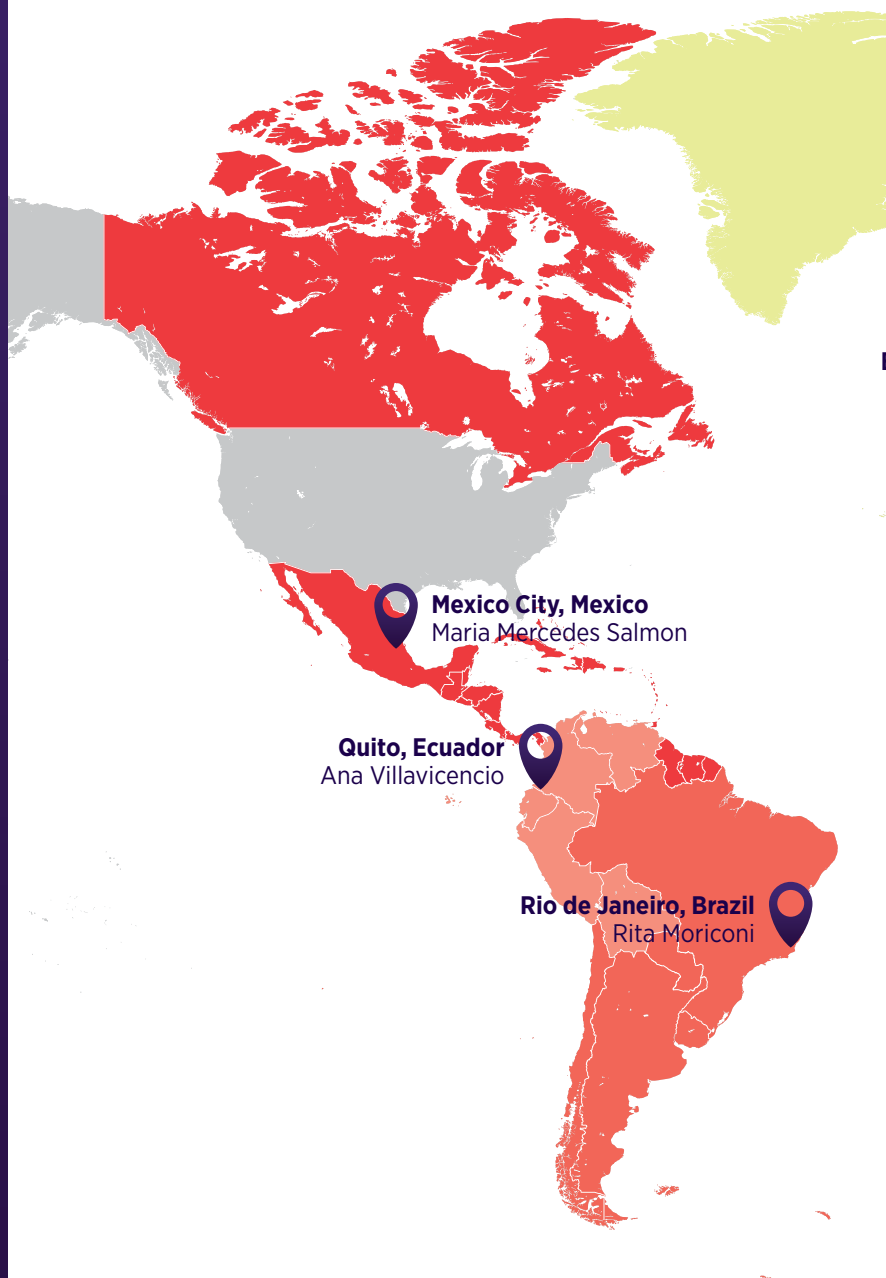 Mexico City, Mexico
Maria Mercedes Salmon
Quito, Ecuador
Ana Villavicencio
Rio de Janeiro, Brazil
Rita Moriconi